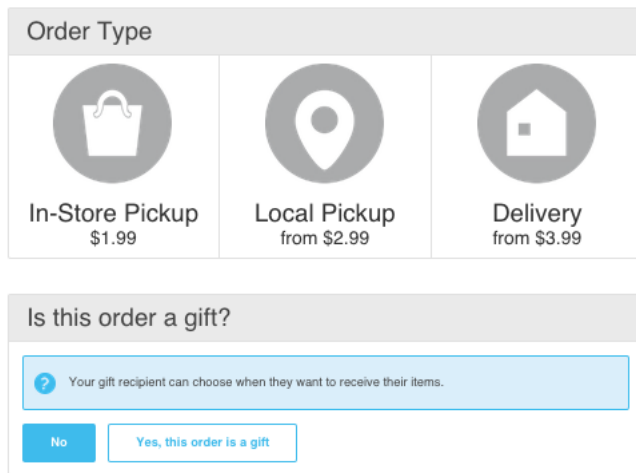 Order Type
In-Store Pickup
$1.99
Local Pickup
from $2.99
Delivery
from $3.99
Is this order a gift?
? Your gift recipient can choose when they want to receive their items.
No
Yes, this order is a gift